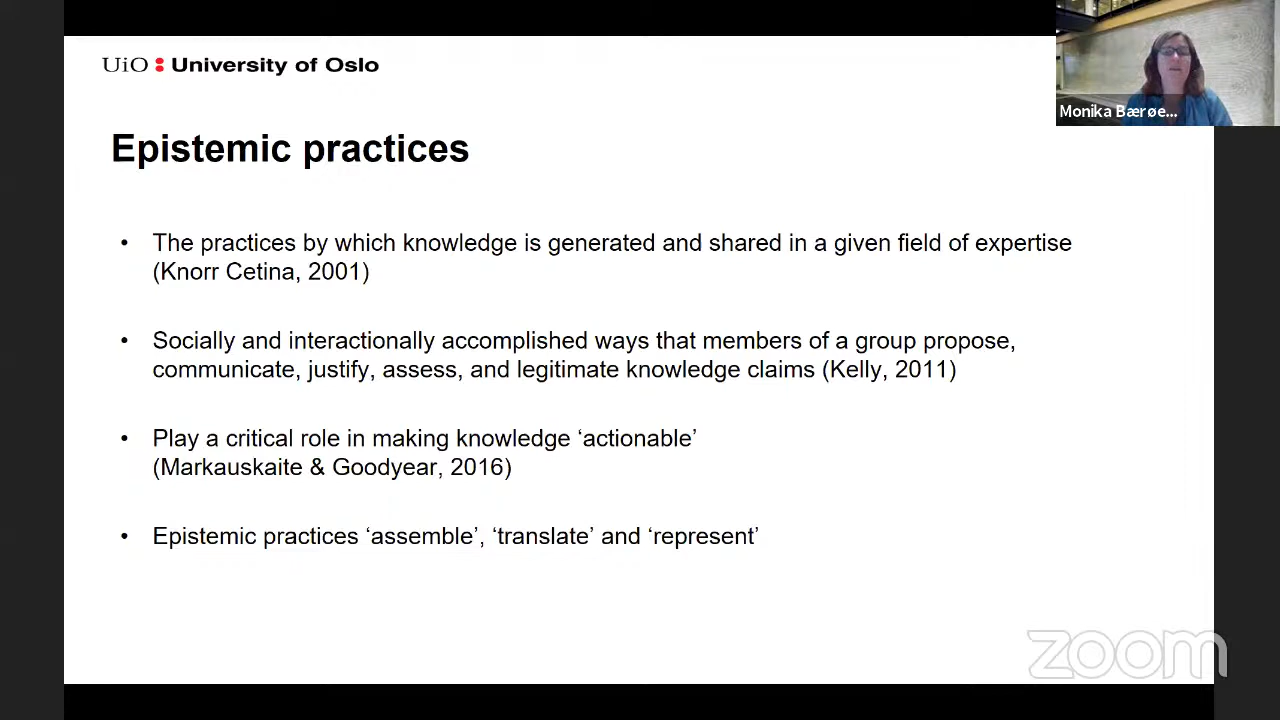 UiO : University of Oslo
Monika Bærøe...
Epistemic practices
• The practices by which knowledge is generated and shared in a given field of expertise
(Knorr Cetina, 2001)
• Socially and interactionally accomplished ways that members of a group propose,
communicate, justify, assess, and legitimate knowledge claims (Kelly, 2011)
• Play a critical role in making knowledge ‘actionable’
(Markauskaite & Goodyear, 2016)
• Epistemic practices ‘assemble’, ‘translate’ and ‘represent’
zoom